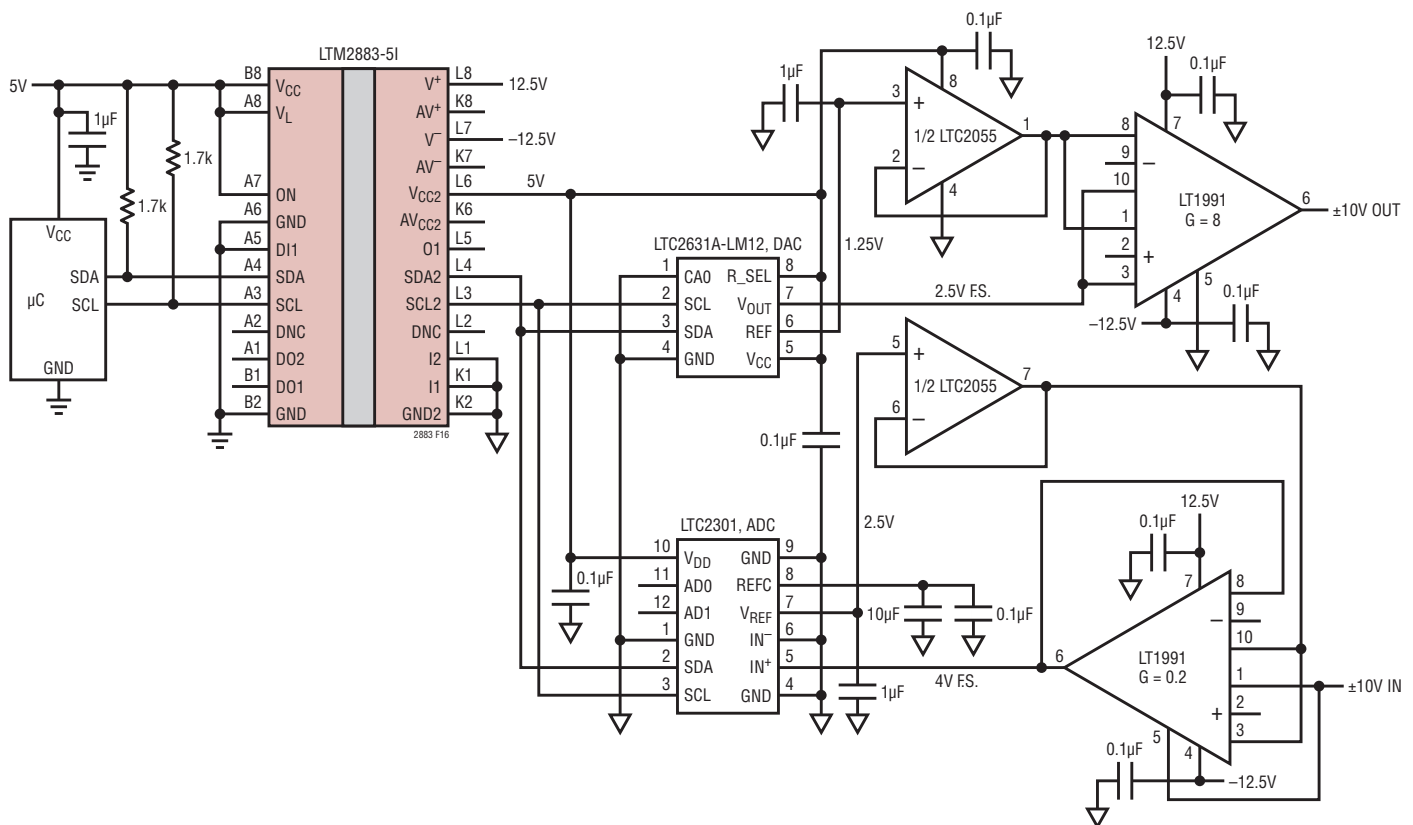 LTM2883-5I
5V
1µF
1.7k
1.7k
µC
VCC
SDA
SCL
GND
B8 VCC
A8 VL
A7 ON
A6 GND
A5 DI1
A4 SDA
A3 SCL
A2 DNC
A1 DO2
B1 DO1
B2 GND
V+ L8 12.5V
AV+ K8
V− L7 −12.5V
AV− K7
VCC2 L6 5V
AVCC2 K6
O1 L5
SDA2 L4
SCL2 L3
DNC L2
I2 L1
I1 K1
GND2 K2
2883 F16
LTC2631A-LM12, DAC
1 CA0 R_SEL 8
2 SCL VOUT 7
3 SDA REF 6
4 GND VCC 5
1.25V
2.5V F.S.
0.1µF
1µF
0.1µF
3 +
2 −
8
1
4
1/2 LTC2055
12.5V
0.1µF
7
8
9 −
10
1
2 +
3
LT1991
G = 8
6 ±10V OUT
5
4
−12.5V
0.1µF
5 +
6 −
7
1/2 LTC2055
2.5V
LTC2301, ADC
10 VDD GND 9
11 AD0 REFC 8
12 AD1 VREF 7
1 GND IN− 6
2 SDA IN+ 5
3 SCL GND 4
0.1µF
10µF
0.1µF
1µF
4V F.S.
12.5V
0.1µF
7
8
9 −
10
1 ±10V IN
2 +
3
6
LT1991
G = 0.2
5
4
0.1µF
−12.5V